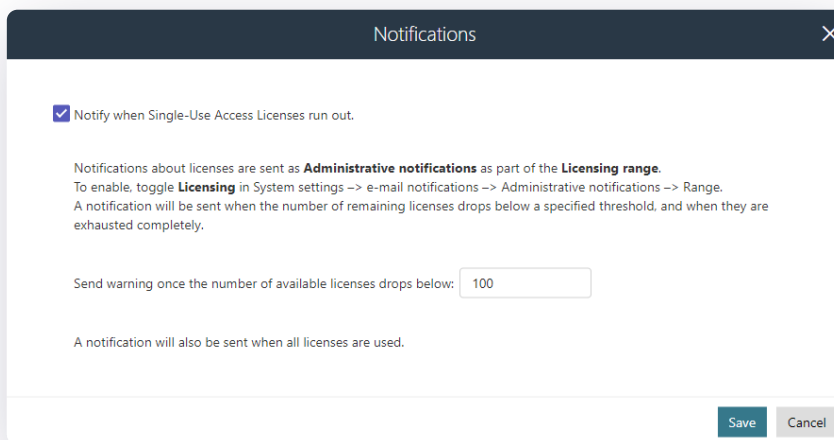 Notifications
Notify when Single-Use Access Licenses run out.
Notifications about licenses are sent as Administrative notifications as part of the Licensing range.
To enable, toggle Licensing in System settings –> e-mail notifications –> Administrative notifications –> Range.
A notification will be sent when the number of remaining licenses drops below a specified threshold, and when they are
exhausted completely.
Send warning once the number of available licenses drops below: 100
A notification will also be sent when all licenses are used.
Save Cancel